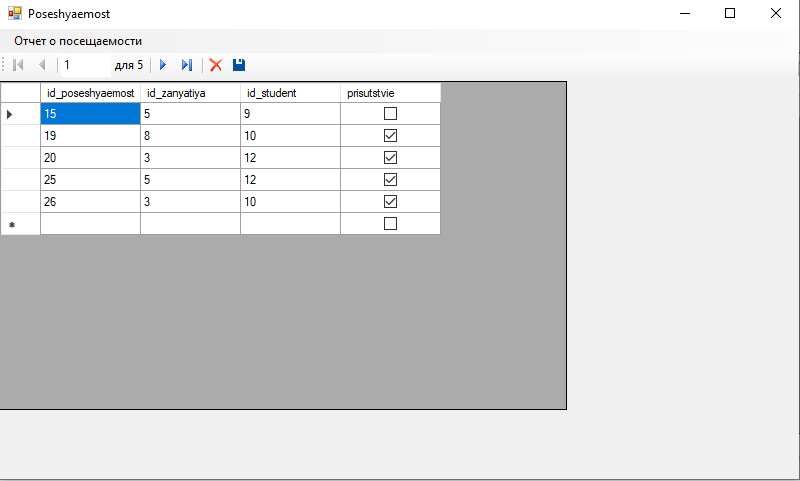 Poseshyaemost
Отчет о посещаемости
1 для 5
id_poseshyaemost id_zanyatiya id_student prisutstvie
15 5 9
19 8 10
20 3 12
25 5 12
26 3 10